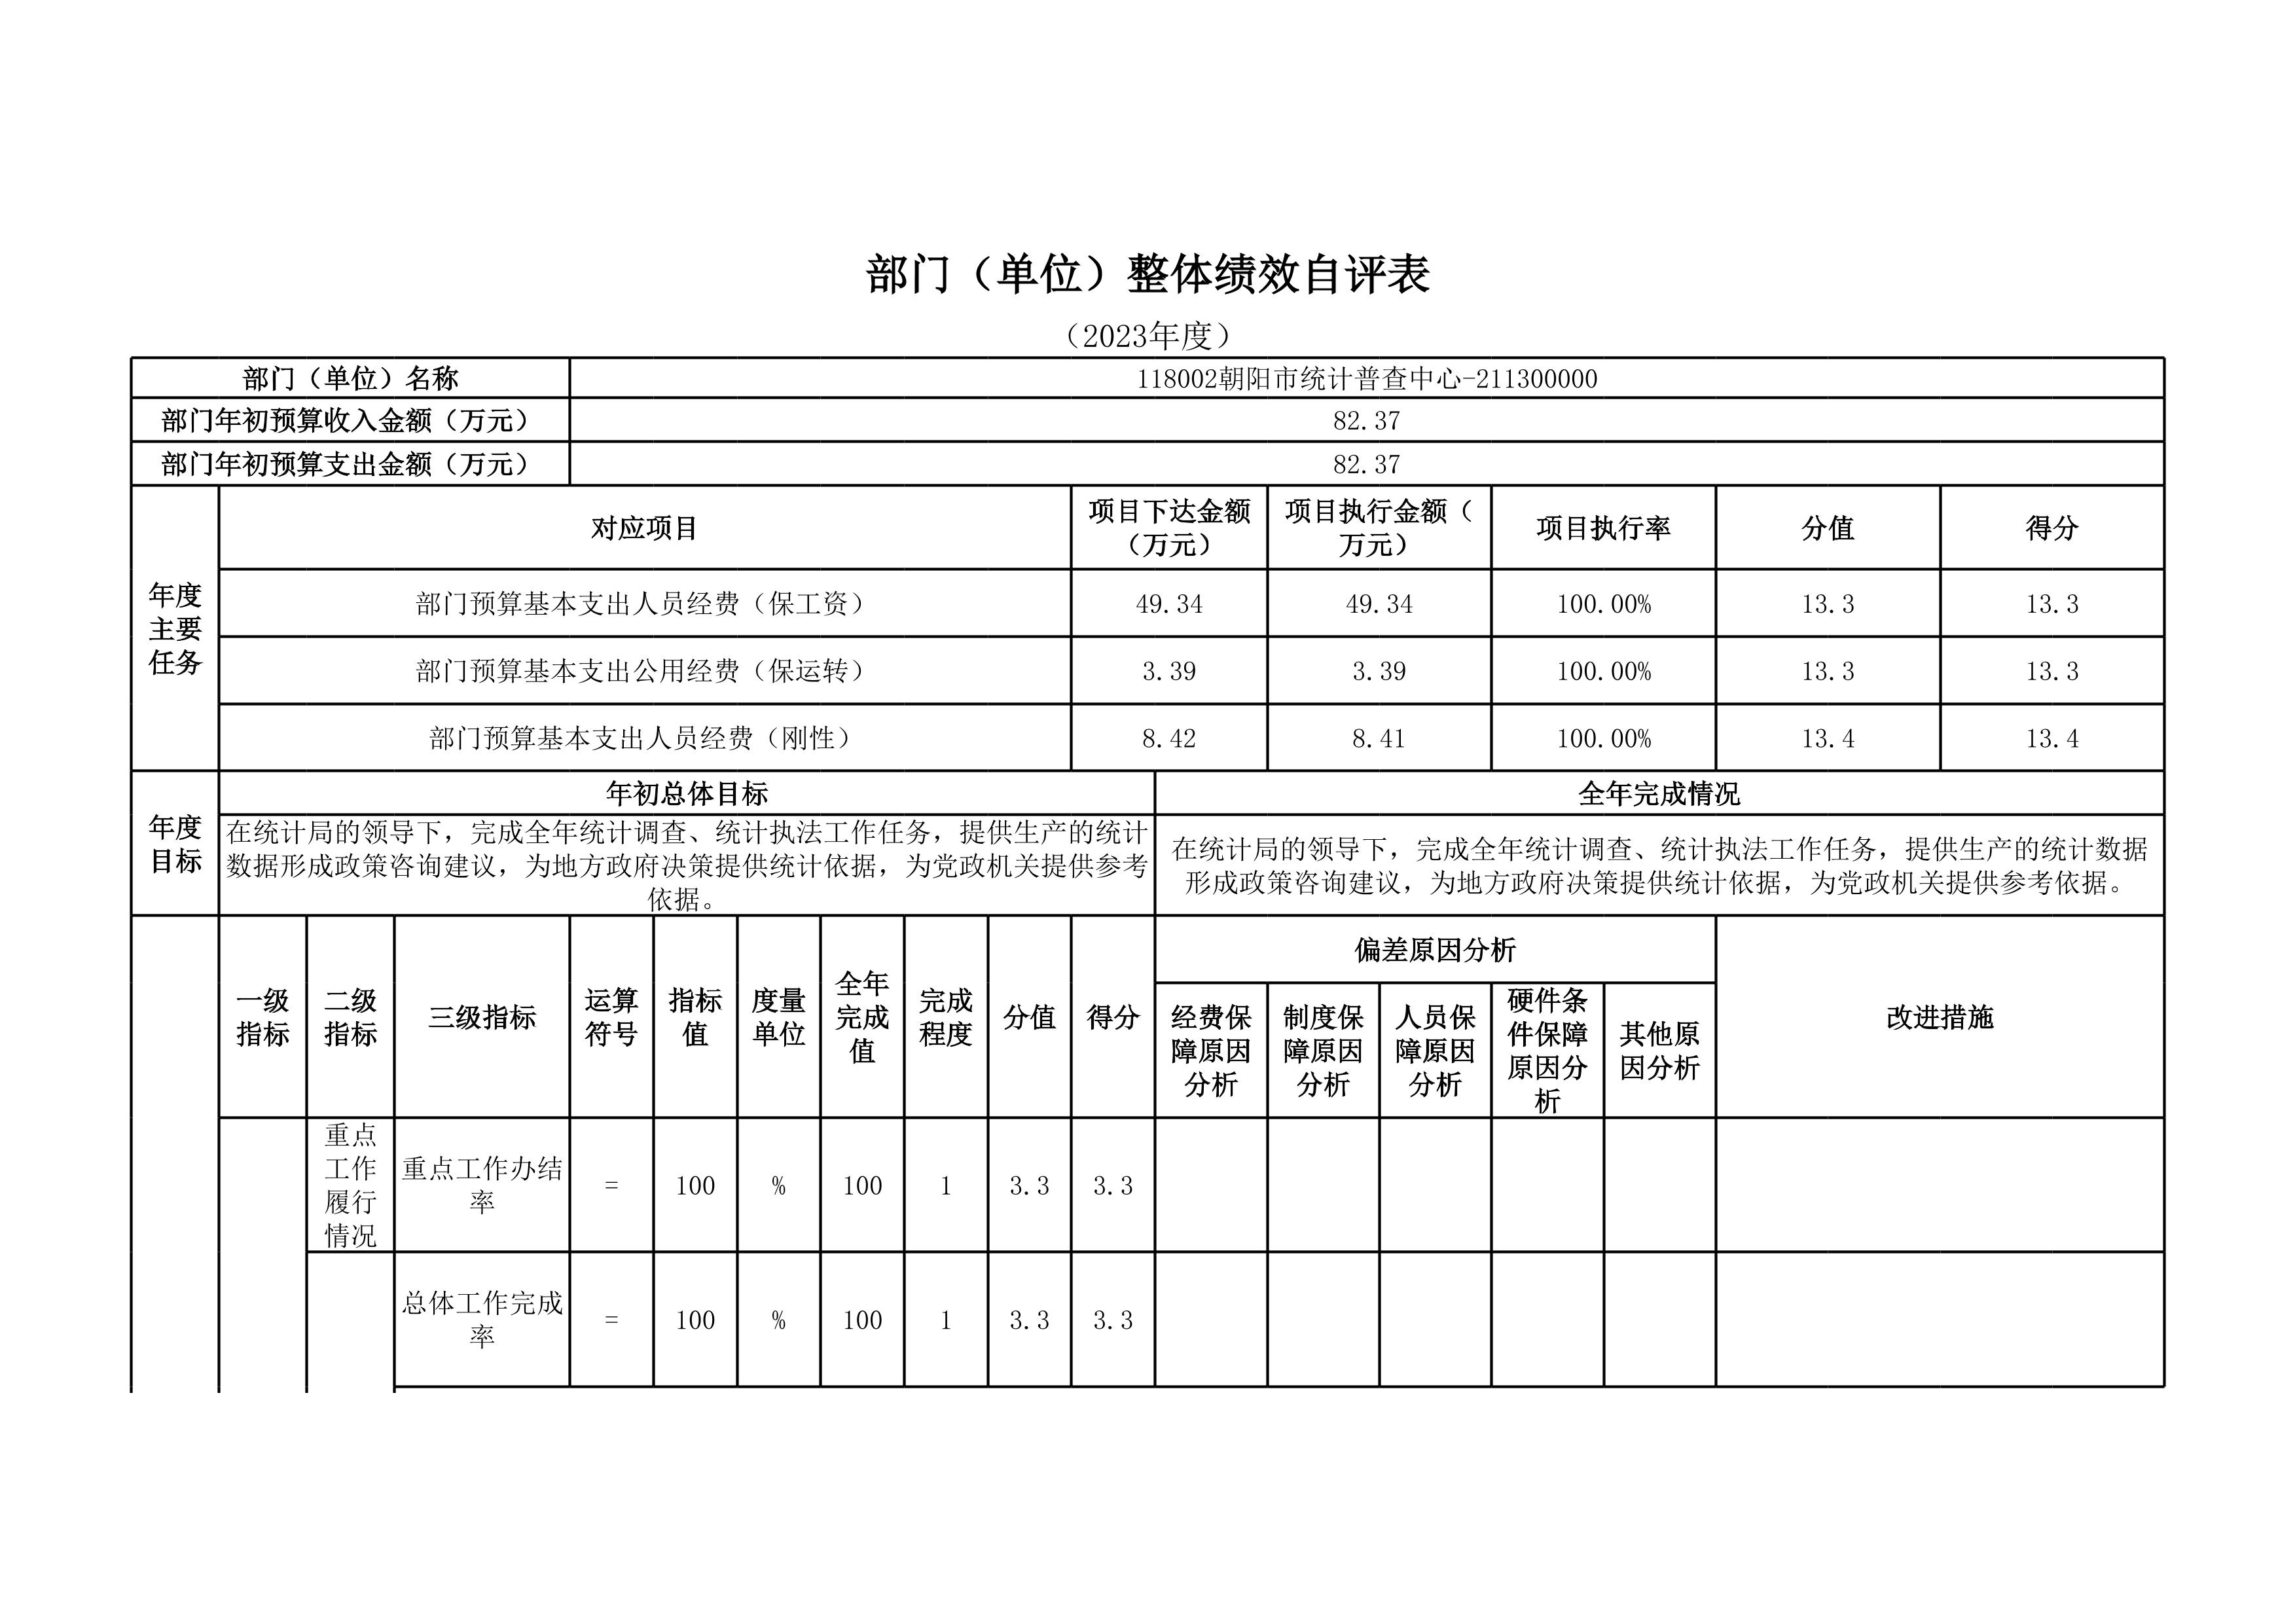 部门（单位）整体绩效自评表
（2023年度）
部门（单位）名称
118002朝阳市统计普查中心-211300000
部门年初预算收入金额（万元）
82.37
部门年初预算支出金额（万元）
82.37
年度
主要
任务
对应项目
项目下达金额
（万元）
项目执行金额（
万元）
项目执行率
分值
得分
部门预算基本支出人员经费（保工资）
49.34
49.34
100.00%
13.3
13.3
部门预算基本支出公用经费（保运转）
3.39
3.39
100.00%
13.3
13.3
部门预算基本支出人员经费（刚性）
8.42
8.41
100.00%
13.4
13.4
年度
目标
年初总体目标
全年完成情况
在统计局的领导下，完成全年统计调查、统计执法工作任务，提供生产的统计
数据形成政策咨询建议，为地方政府决策提供统计依据，为党政机关提供参考
依据。
在统计局的领导下，完成全年统计调查、统计执法工作任务，提供生产的统计数据
形成政策咨询建议，为地方政府决策提供统计依据，为党政机关提供参考依据。
一级
指标
二级
指标
三级指标
运算
符号
指标
值
度量
单位
全年
完成
值
完成
程度
分值
得分
偏差原因分析
经费保
障原因
分析
制度保
障原因
分析
人员保
障原因
分析
硬件条
件保障
原因分
析
其他原
因分析
改进措施
重点
工作
履行
情况
重点工作办结
率
=
100
%
100
1
3.3
3.3
总体工作完成
率
=
100
%
100
1
3.3
3.3